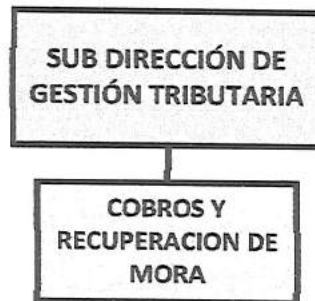 SUB DIRECCIÓN DE
GESTIÓN TRIBUTARIA
COBROS Y
RECUPERACION DE
MORA